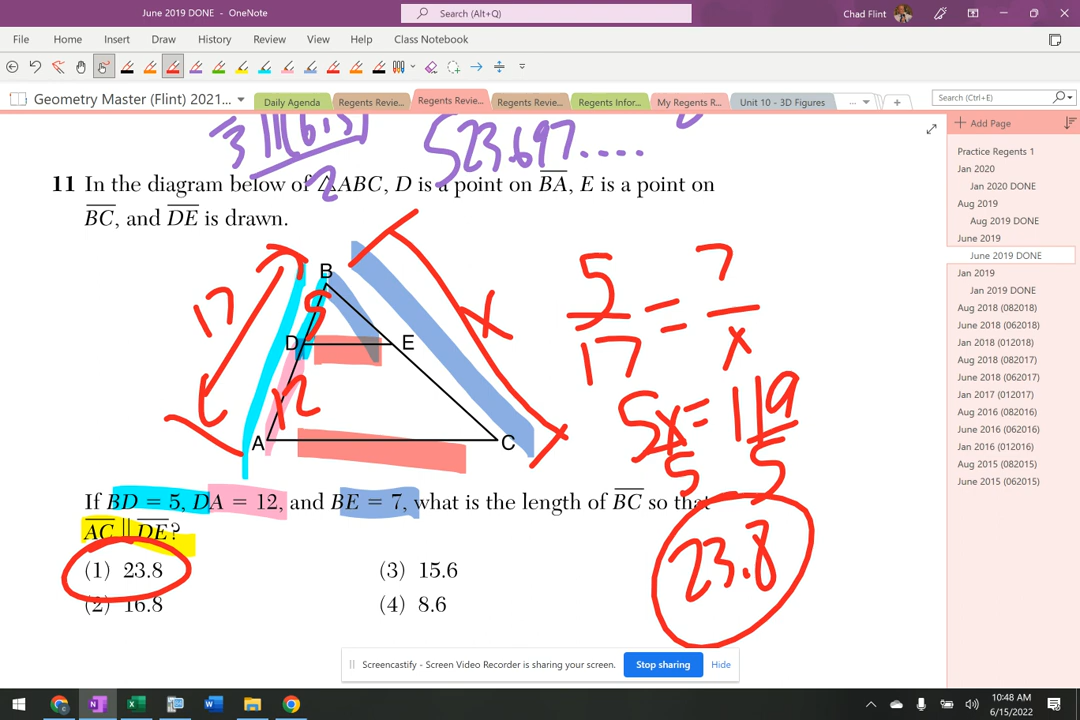 June 2019 DONE - OneNote
Search (Alt+Q)
Chad Flint
File Home Insert Draw History Review View Help Class Notebook
Geometry Master (Flint) 2021...
Daily Agenda
Regents Revie...
Regents Revie...
Regents Revie...
Regents Infor...
My Regents R...
Unit 10 - 3D Figures
...
Search (Ctrl+E)
Add Page
Practice Regents 1
Jan 2020
Jan 2020 DONE
Aug 2019
Aug 2019 DONE
June 2019
June 2019 DONE
Jan 2019
Jan 2019 DONE
Aug 2018 (082018)
June 2018 (062018)
Jan 2018 (012018)
Aug 2017 (082017)
June 2017 (062017)
Jan 2017 (012017)
Aug 2016 (082016)
June 2016 (062016)
Jan 2016 (012016)
Aug 2015 (082015)
June 2015 (062015)
523.697....
2
11 In the diagram below of △ABC, D is a point on BA, E is a point on
BC, and DE is drawn.
17
B
5
D
E
12
A
C
x
5/17 = 7/x
5x = 119
5 5
23.8
If BD = 5, DA = 12, and BE = 7, what is the length of BC so that
AC || DE?
(1) 23.8
(3) 15.6
(2) 16.8
(4) 8.6
Screencastify - Screen Video Recorder is sharing your screen.
Stop sharing
Hide
10:48 AM
6/15/2022